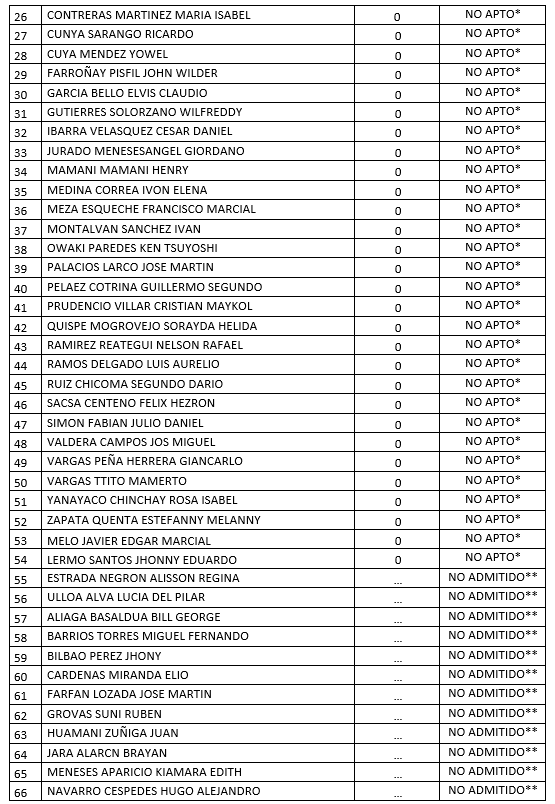 26 CONTRERAS MARTINEZ MARIA ISABEL 0 NO APTO*
27 CUNYA SARANGO RICARDO 0 NO APTO*
28 CUYA MENDEZ YOWEL 0 NO APTO*
29 FARROÑAY PISFIL JOHN WILDER 0 NO APTO*
30 GARCIA BELLO ELVIS CLAUDIO 0 NO APTO*
31 GUTIERRES SOLORZANO WILFREDDY 0 NO APTO*
32 IBARRA VELASQUEZ CESAR DANIEL 0 NO APTO*
33 JURADO MENESESANGEL GIORDANO 0 NO APTO*
34 MAMANI MAMANI HENRY 0 NO APTO*
35 MEDINA CORREA IVON ELENA 0 NO APTO*
36 MEZA ESQUECHE FRANCISCO MARCIAL 0 NO APTO*
37 MONTALVAN SANCHEZ IVAN 0 NO APTO*
38 OWAKI PAREDES KEN TSUYOSHI 0 NO APTO*
39 PALACIOS LARCO JOSE MARTIN 0 NO APTO*
40 PELAEZ COTRINA GUILLERMO SEGUNDO 0 NO APTO*
41 PRUDENCIO VILLAR CRISTIAN MAYKOL 0 NO APTO*
42 QUISPE MOGROVEJO SORAYDA HELIDA 0 NO APTO*
43 RAMIREZ REATEGUI NELSON RAFAEL 0 NO APTO*
44 RAMOS DELGADO LUIS AURELIO 0 NO APTO*
45 RUIZ CHICOMA SEGUNDO DARIO 0 NO APTO*
46 SACSA CENTENO FELIX HEZRON 0 NO APTO*
47 SIMON FABIAN JULIO DANIEL 0 NO APTO*
48 VALDERA CAMPOS JOS MIGUEL 0 NO APTO*
49 VARGAS PEÑA HERRERA GIANCARLO 0 NO APTO*
50 VARGAS TTITO MAMERTO 0 NO APTO*
51 YANAYACO CHINCHAY ROSA ISABEL 0 NO APTO*
52 ZAPATA QUENTA ESTEFANNY MELANNY 0 NO APTO*
53 MELO JAVIER EDGAR MARCIAL 0 NO APTO*
54 LERMO SANTOS JHONNY EDUARDO 0 NO APTO*
55 ESTRADA NEGRON ALISSON REGINA ... NO ADMITIDO**
56 ULLOA ALVA LUCIA DEL PILAR ... NO ADMITIDO**
57 ALIAGA BASALDUA BILL GEORGE ... NO ADMITIDO**
58 BARRIOS TORRES MIGUEL FERNANDO ... NO ADMITIDO**
59 BILBAO PEREZ JHONY ... NO ADMITIDO**
60 CARDENAS MIRANDA ELIO ... NO ADMITIDO**
61 FARFAN LOZADA JOSE MARTIN ... NO ADMITIDO**
62 GROVAS SUNI RUBEN ... NO ADMITIDO**
63 HUAMANI ZUÑIGA JUAN ... NO ADMITIDO**
64 JARA ALARCN BRAYAN ... NO ADMITIDO**
65 MENESES APARICIO KIAMARA EDITH ... NO ADMITIDO**
66 NAVARRO CESPEDES HUGO ALEJANDRO ... NO ADMITIDO**